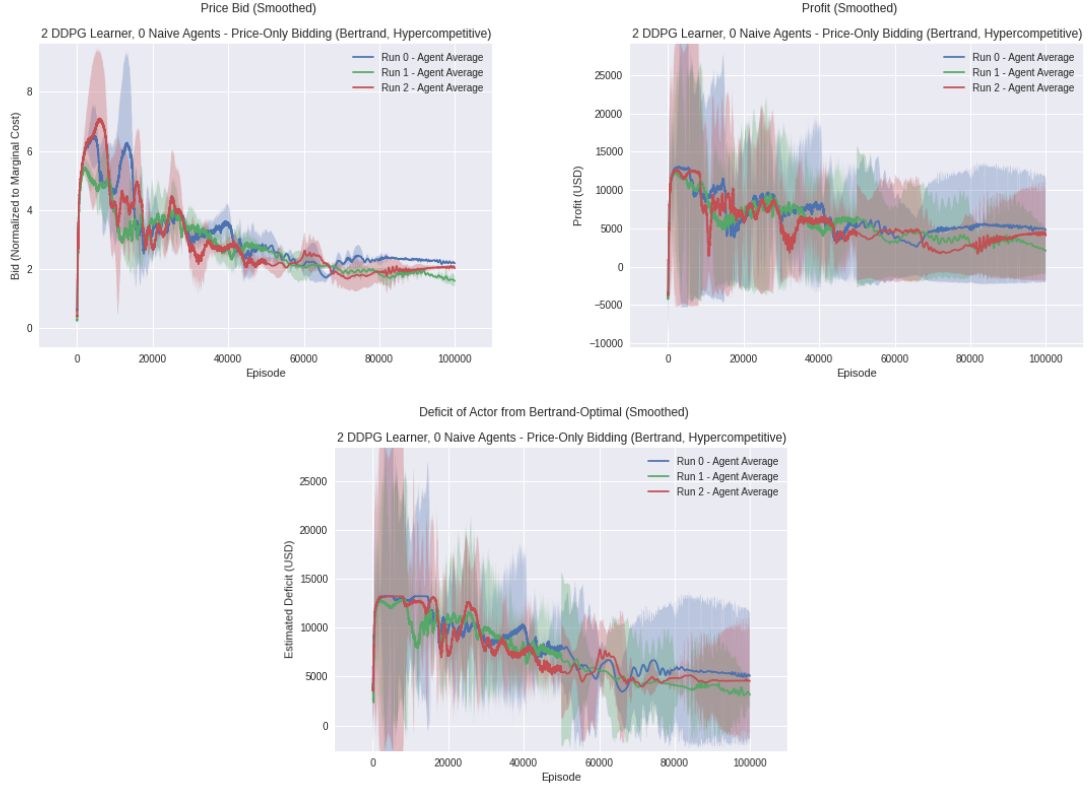 Price Bid (Smoothed)
2 DDPG Learner, 0 Naive Agents - Price-Only Bidding (Bertrand, Hypercompetitive)
Run 0 - Agent Average
Run 1 - Agent Average
Run 2 - Agent Average
Bid (Normalized to Marginal Cost)
8
6
4
2
0
0 20000 40000 60000 80000 100000
Episode
Profit (Smoothed)
2 DDPG Learner, 0 Naive Agents - Price-Only Bidding (Bertrand, Hypercompetitive)
Run 0 - Agent Average
Run 1 - Agent Average
Run 2 - Agent Average
Profit (USD)
25000
20000
15000
10000
5000
0
−5000
−10000
0 20000 40000 60000 80000 100000
Episode
Deficit of Actor from Bertrand-Optimal (Smoothed)
2 DDPG Learner, 0 Naive Agents - Price-Only Bidding (Bertrand, Hypercompetitive)
Run 0 - Agent Average
Run 1 - Agent Average
Run 2 - Agent Average
Estimated Deficit (USD)
25000
20000
15000
10000
5000
0
0 20000 40000 60000 80000 100000
Episode